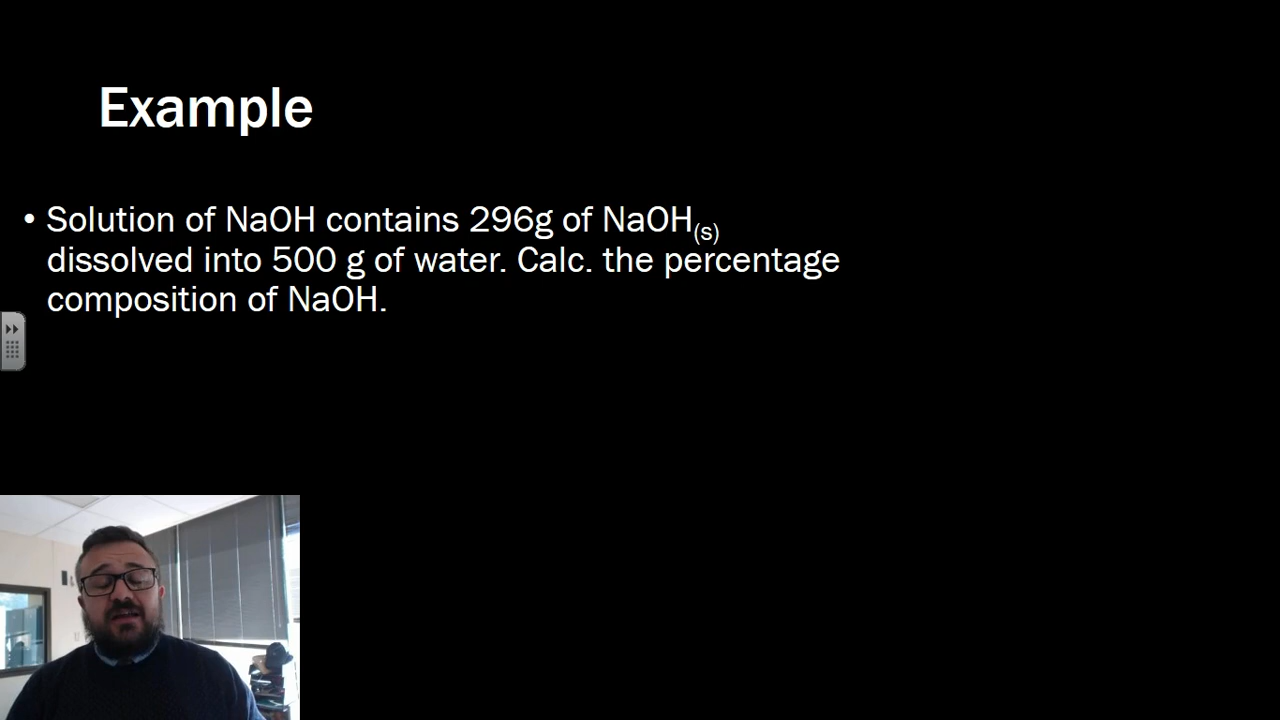 Example
• Solution of NaOH contains 296g of NaOH(s)
dissolved into 500 g of water. Calc. the percentage
composition of NaOH.